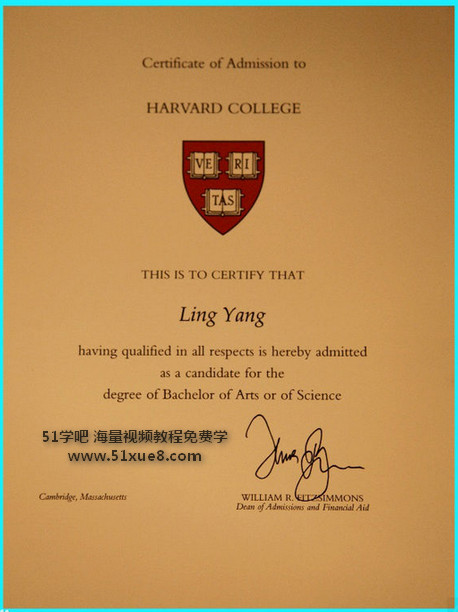 Certificate of Admission to
HARVARD COLLEGE
VE RI
TAS
THIS IS TO CERTIFY THAT
Ling Yang
having qualified in all respects is hereby admitted
as a candidate for the
degree of Bachelor of Arts or of Science
51学吧 海量视频教程免费学
www.51xue8.com
Cambridge, Massachusetts
WILLIAM R. FITZSIMMONS
Dean of Admissions and Financial Aid